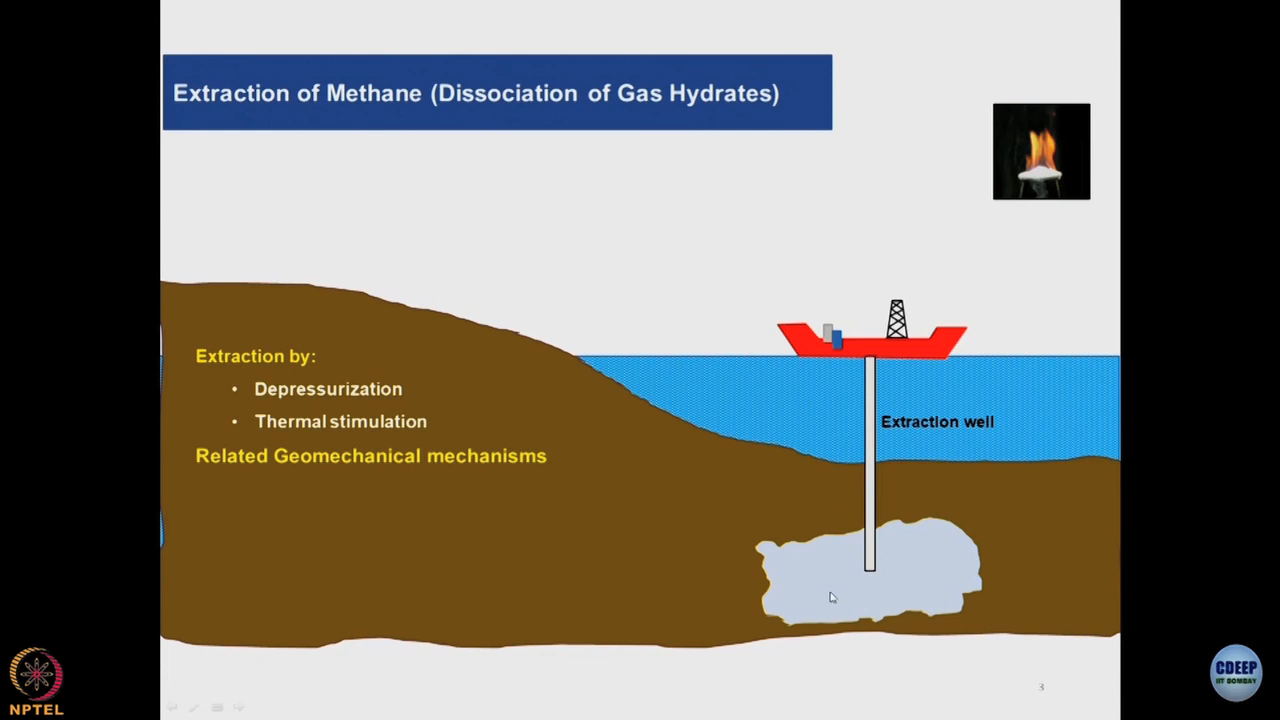 Extraction of Methane (Dissociation of Gas Hydrates)
Extraction by:
• Depressurization
• Thermal stimulation
Related Geomechanical mechanisms
Extraction well
3
NPTEL
CDEEP
IIT BOMBAY